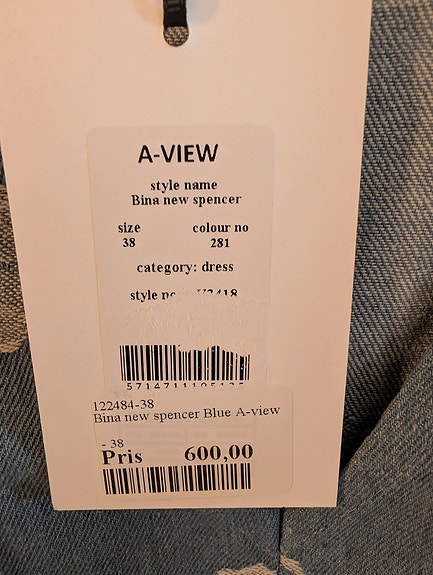 A-VIEW
style name
Bina new spencer
size colour no
38 281
category: dress
style
122484-38
Bina new spencer Blue A-view
- 38
Pris 600,00